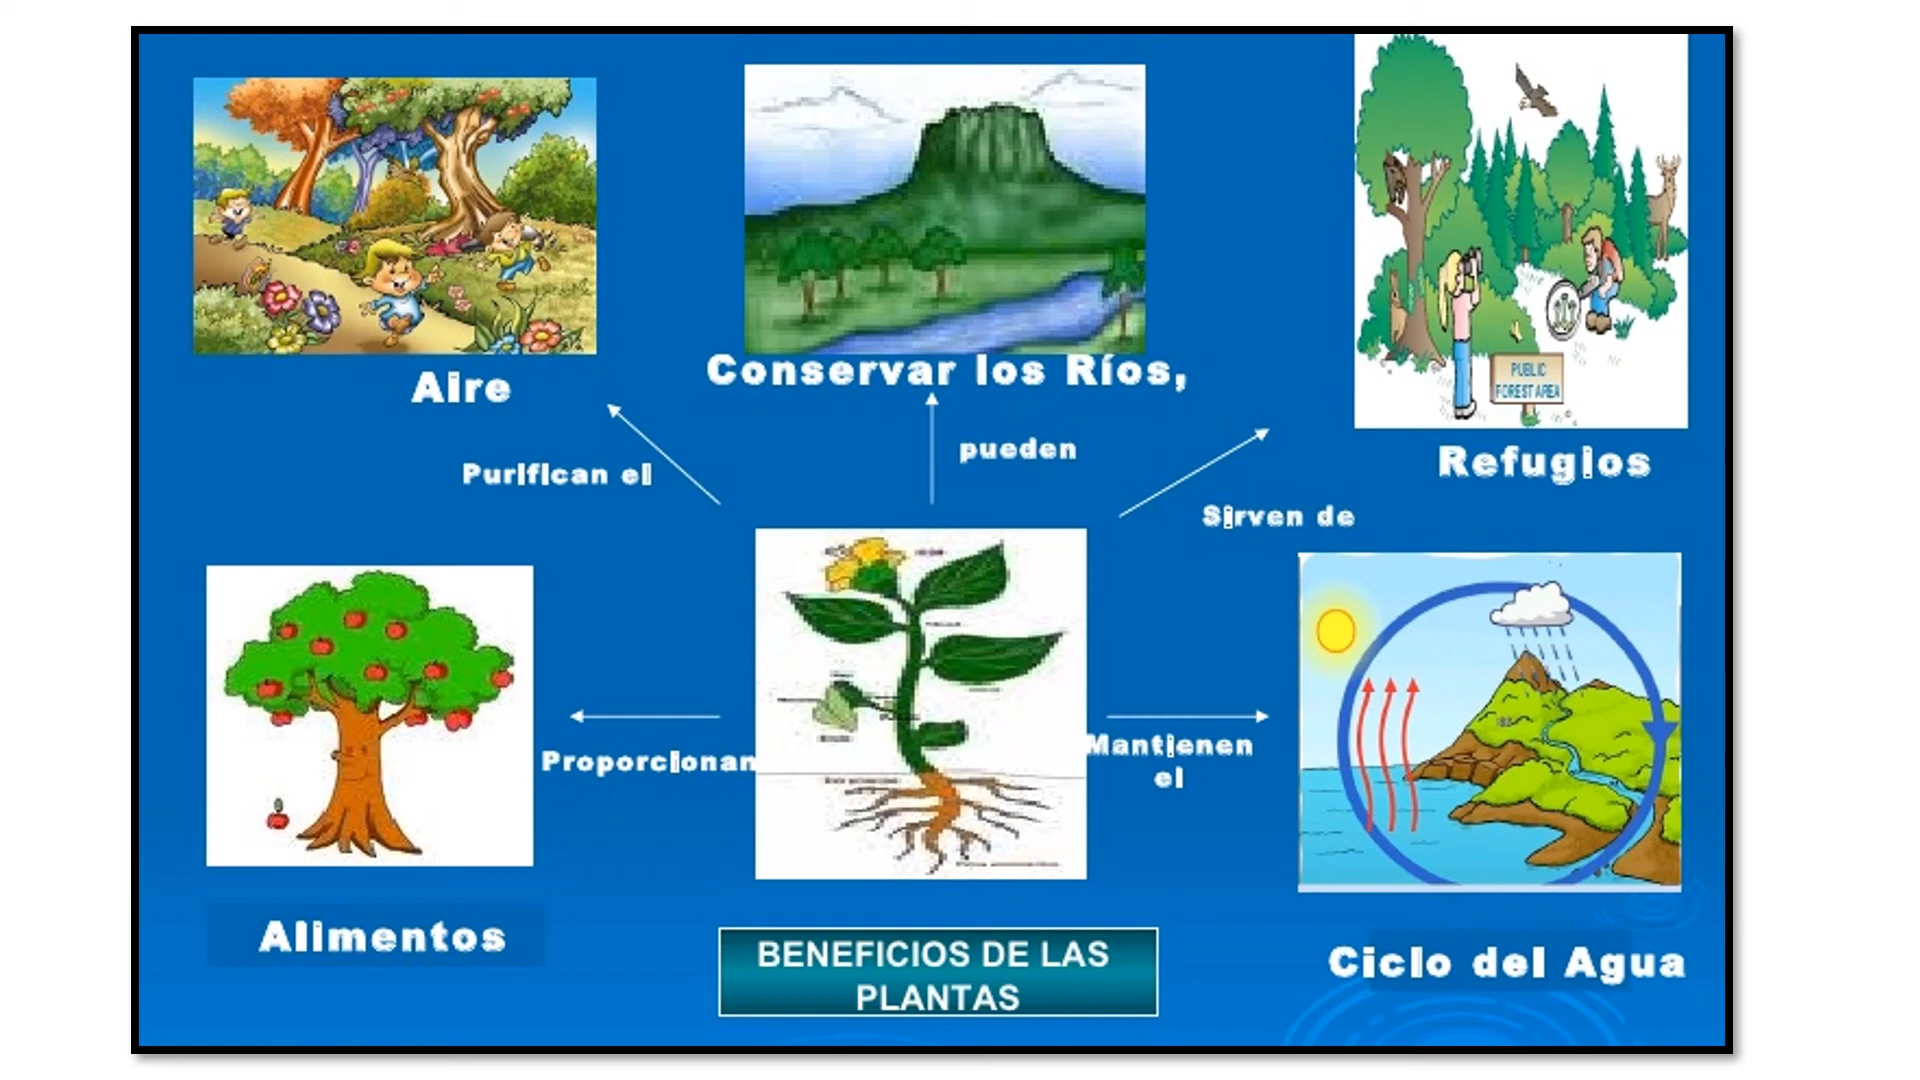 Aire
Conservar los Ríos,
PUBLIC
FOREST AREA
Refugios
Purifican el
pueden
Sirven de
Proporcionan
Mantienen
el
Alimentos
BENEFICIOS DE LAS
PLANTAS
Ciclo del Agua